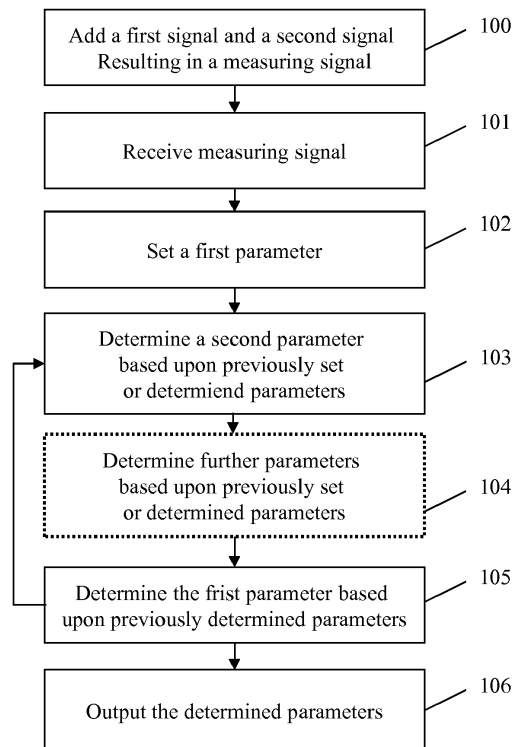 Add a first signal and a second signal
Resulting in a measuring signal
100
Receive measuring signal
101
Set a first parameter
102
Determine a second parameter
based upon previously set
or determiend parameters
103
Determine further parameters
based upon previously set
or determined parameters
104
Determine the frist parameter based
upon previously determined parameters
105
Output the determined parameters
106